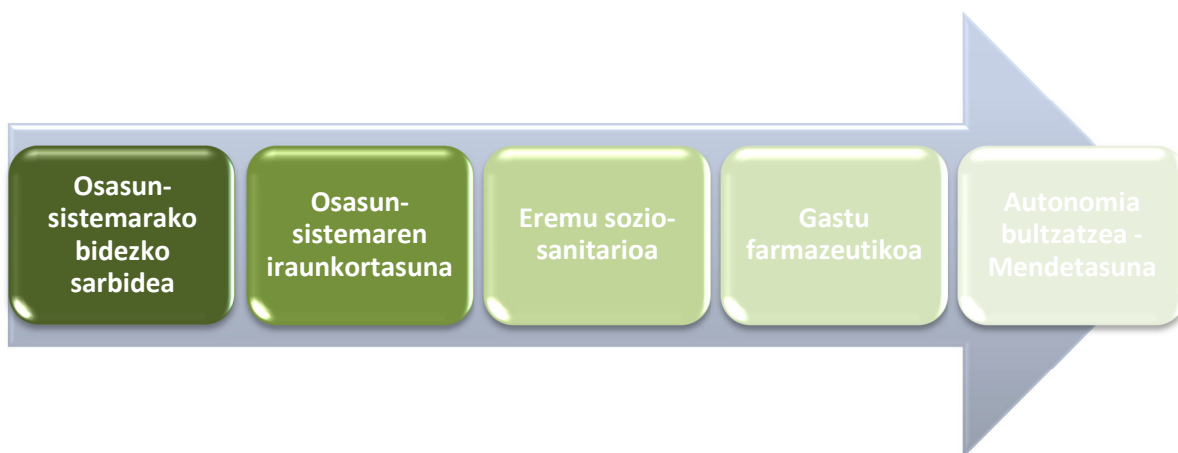 Osasun-
sistemarako
bidezko
sarbidea
Osasun-
sistemaren
iraunkortasuna
Eremu sozio-
sanitarioa
Gastu
farmazeutikoa
Autonomia
bultzatzea -
Mendetasuna